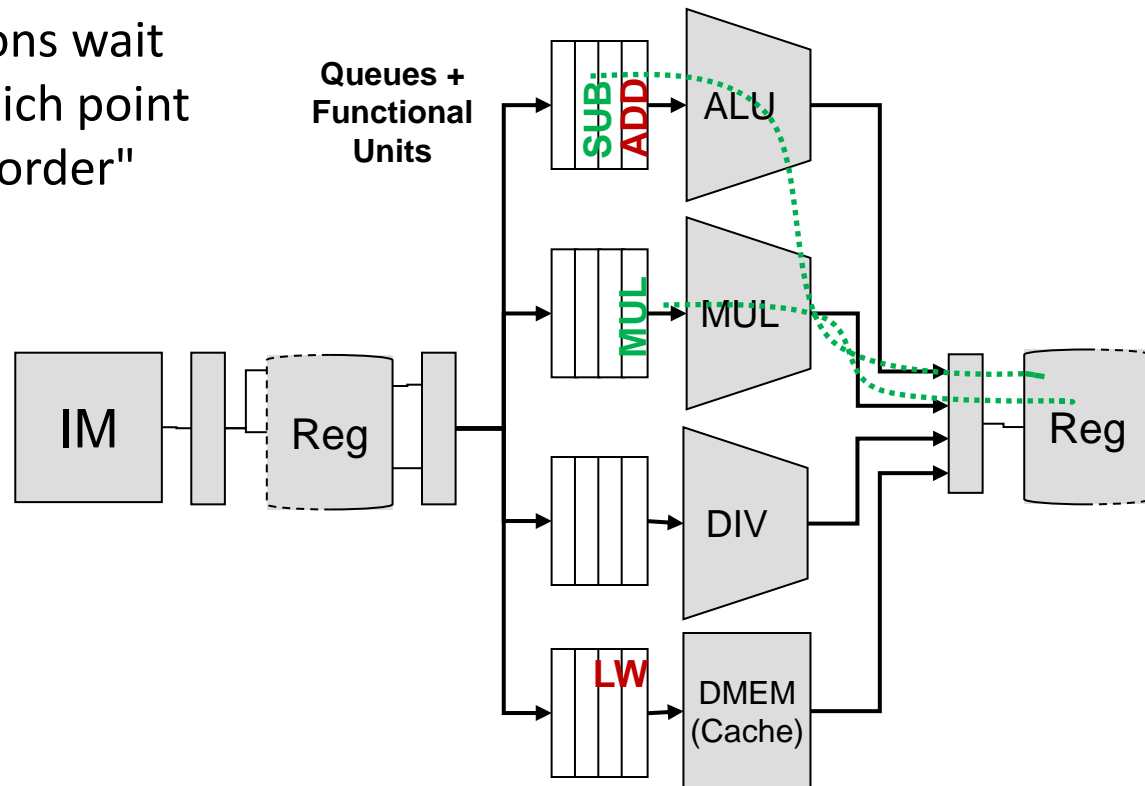 ons wait
ich point
order"
Queues +
Functional
Units
SUB
ADD
ALU
MUL
MUL
IM
Reg
Reg
DIV
LW
DMEM
(Cache)